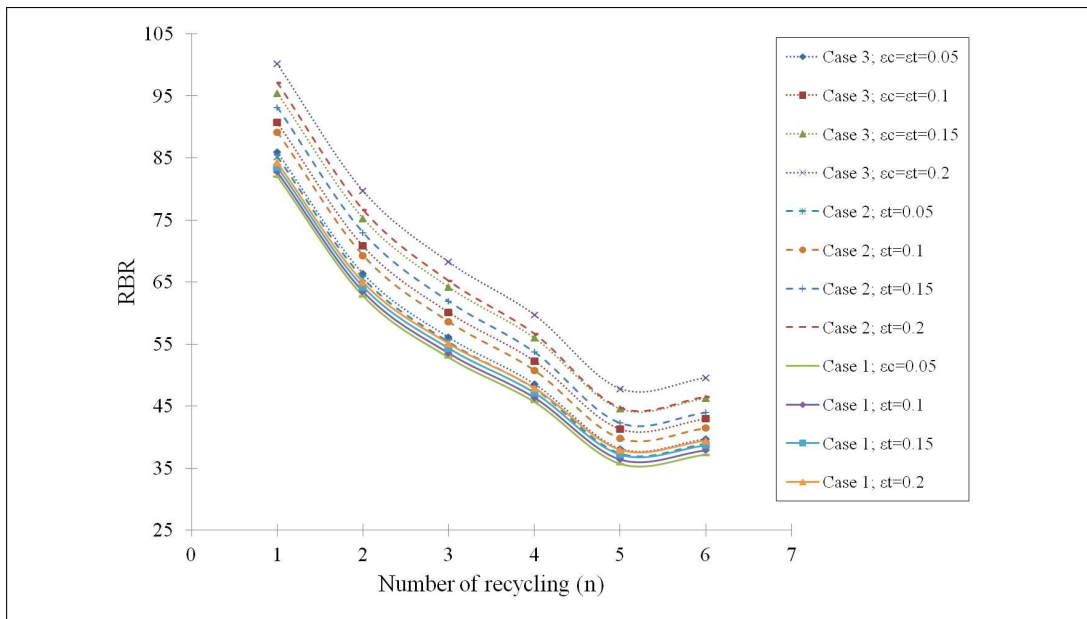 105
95
85
75
65
55
45
35
25
RBR
0
1
2
3
4
5
6
7
Number of recycling (n)
Case 3; εc=εt=0.05
Case 3; εc=εt=0.1
Case 3; εc=εt=0.15
Case 3; εc=εt=0.2
Case 2; εt=0.05
Case 2; εt=0.1
Case 2; εt=0.15
Case 2; εt=0.2
Case 1; εc=0.05
Case 1; εt=0.1
Case 1; εt=0.15
Case 1; εt=0.2